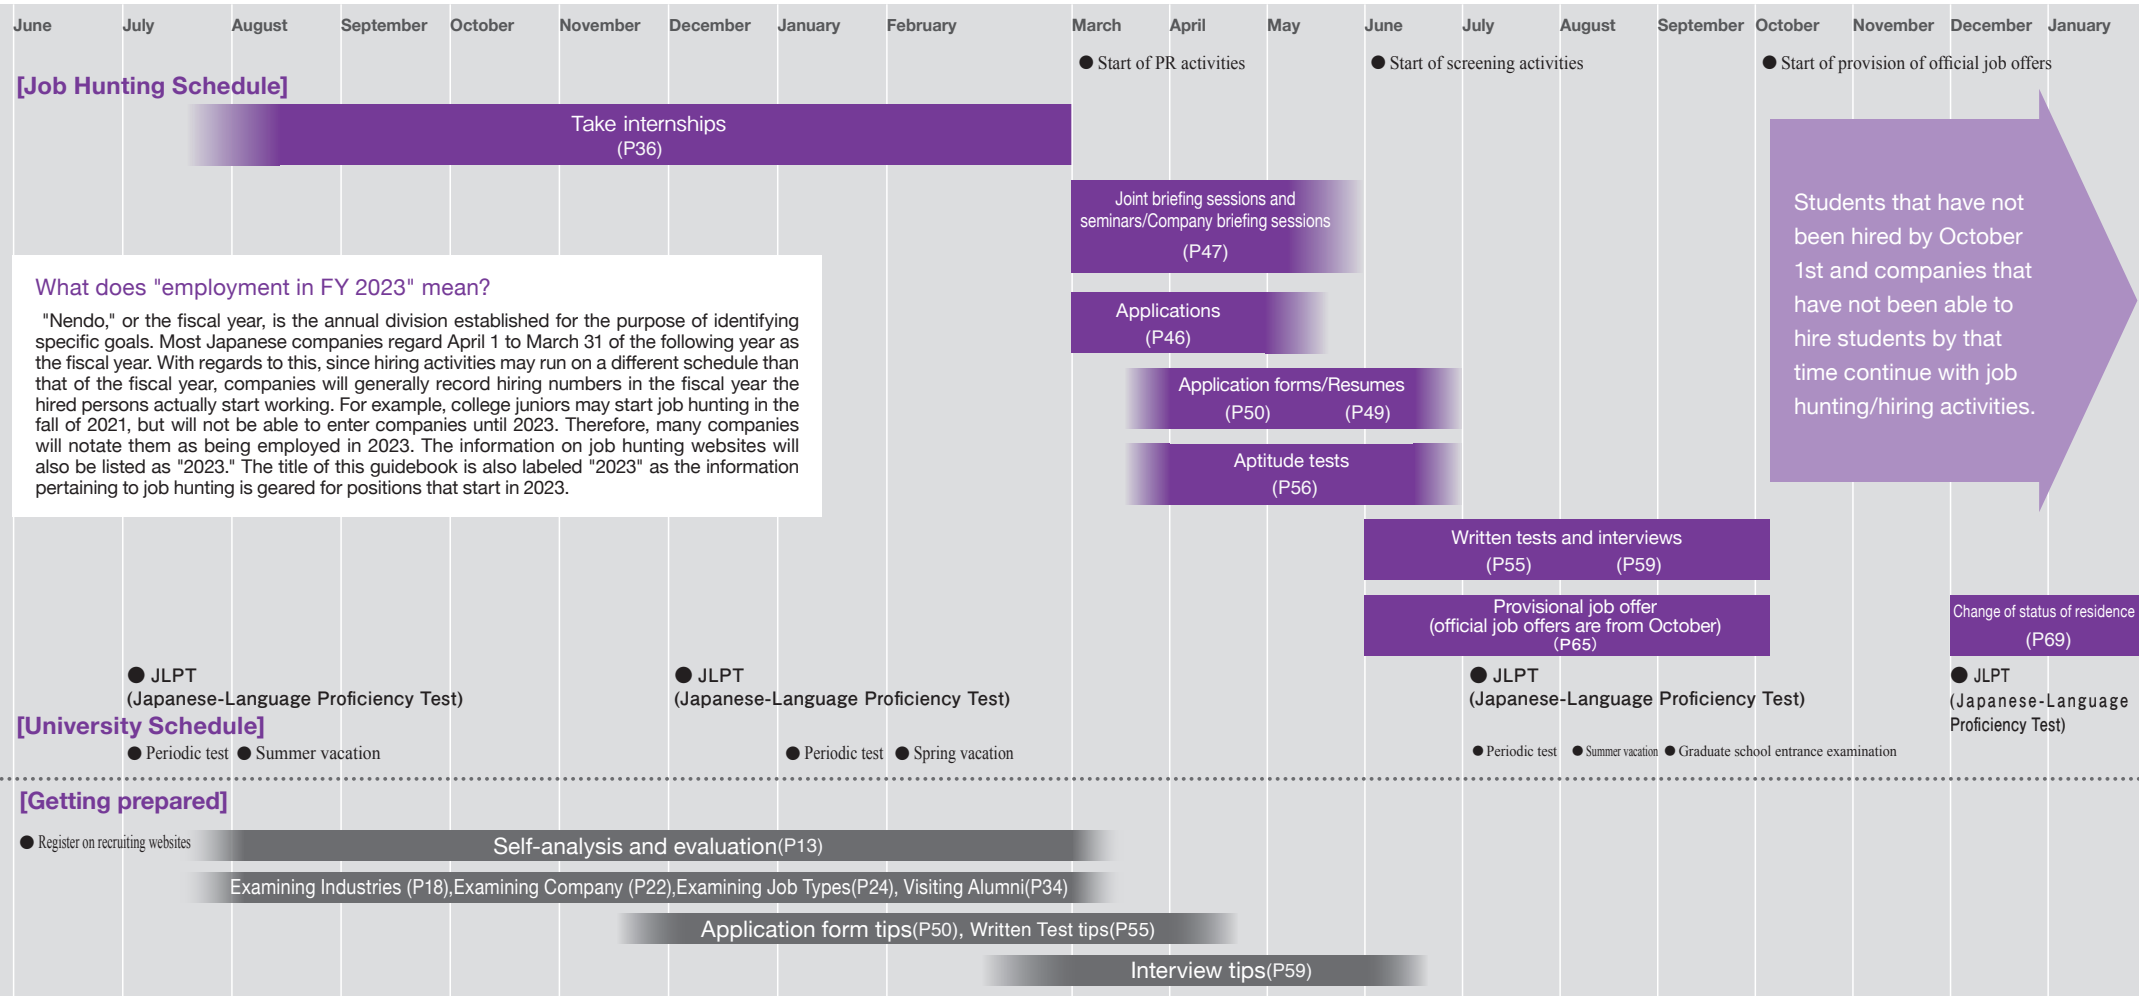 June July August September October November December January February March April May June July August September October November December January
● Start of PR activities ● Start of screening activities ● Start of provision of official job offers
[Job Hunting Schedule]
Take internships
(P36)
Joint briefing sessions and
seminars/Company briefing sessions
(P47)
Students that have not
been hired by October
1st and companies that
have not been able to
hire students by that
time continue with job
hunting/hiring activities.
What does "employment in FY 2023" mean?
"Nendo," or the fiscal year, is the annual division established for the purpose of identifying
specific goals. Most Japanese companies regard April 1 to March 31 of the following year as
the fiscal year. With regards to this, since hiring activities may run on a different schedule than
that of the fiscal year, companies will generally record hiring numbers in the fiscal year the
hired persons actually start working. For example, college juniors may start job hunting in the
fall of 2021, but will not be able to enter companies until 2023. Therefore, many companies
will notate them as being employed in 2023. The information on job hunting websites will
also be listed as "2023." The title of this guidebook is also labeled "2023" as the information
pertaining to job hunting is geared for positions that start in 2023.
Applications
(P46)
Application forms/Resumes
(P50) (P49)
Aptitude tests
(P56)
Written tests and interviews
(P55) (P59)
Provisional job offer
(official job offers are from October)
(P65)
Change of status of residence
(P69)
● JLPT
(Japanese-Language Proficiency Test)
● JLPT
(Japanese-Language Proficiency Test)
● JLPT
(Japanese-Language Proficiency Test)
● JLPT
(Japanese-Language
Proficiency Test)
[University Schedule]
● Periodic test ● Summer vacation ● Periodic test ● Spring vacation ● Periodic test ● Summer vacation ● Graduate school entrance examination
[Getting prepared]
● Register on recruiting websites
Self-analysis and evaluation(P13)
Examining Industries (P18),Examining Company (P22),Examining Job Types(P24), Visiting Alumni(P34)
Application form tips(P50), Written Test tips(P55)
Interview tips(P59)